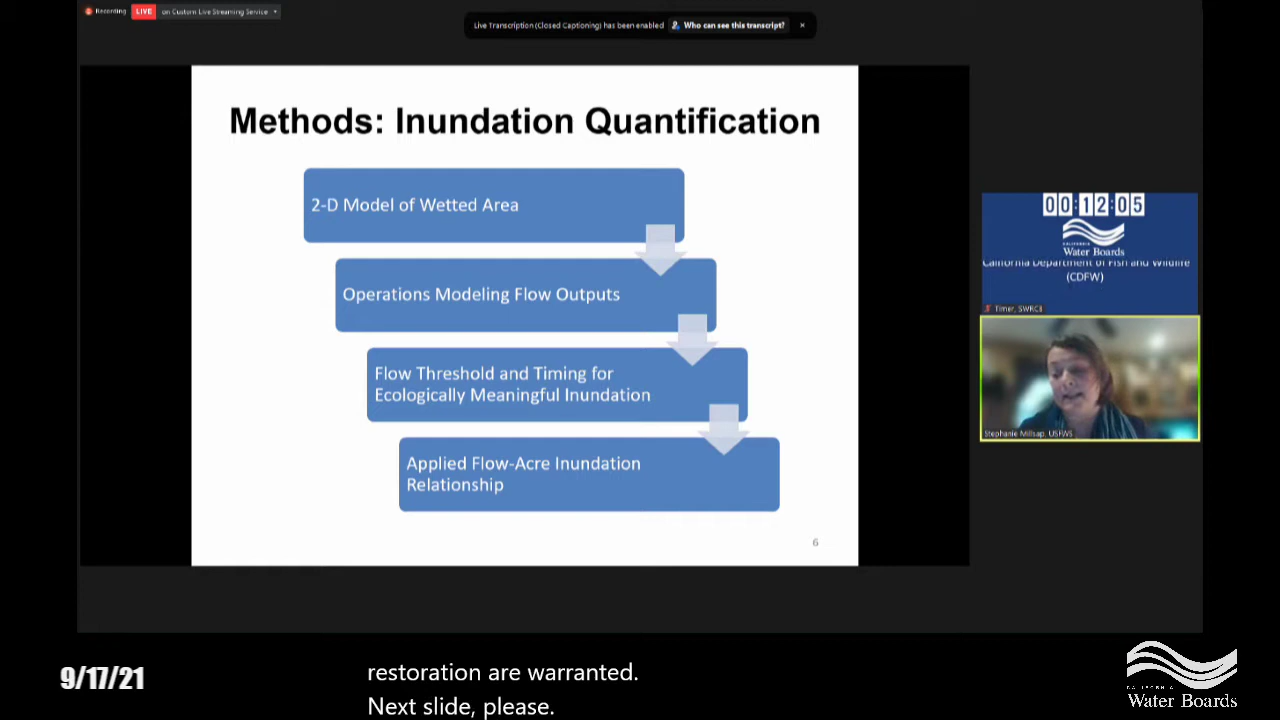 Recording
LIVE
on Custom Live Streaming Service
Live Transcription (Closed Captioning) has been enabled
Who can see this transcript?
Methods: Inundation Quantification
2-D Model of Wetted Area
Operations Modeling Flow Outputs
Flow Threshold and Timing for
Ecologically Meaningful Inundation
Applied Flow-Acre Inundation
Relationship
6
00:12:05
CALIFORNIA
Water Boards
California Department of Fish and Wildlife
(CDFW)
Timer, SWRCB
Stephanie Millsap, USFWS
9/17/21
restoration are warranted.
Next slide, please.
CALIFORNIA
Water Boards